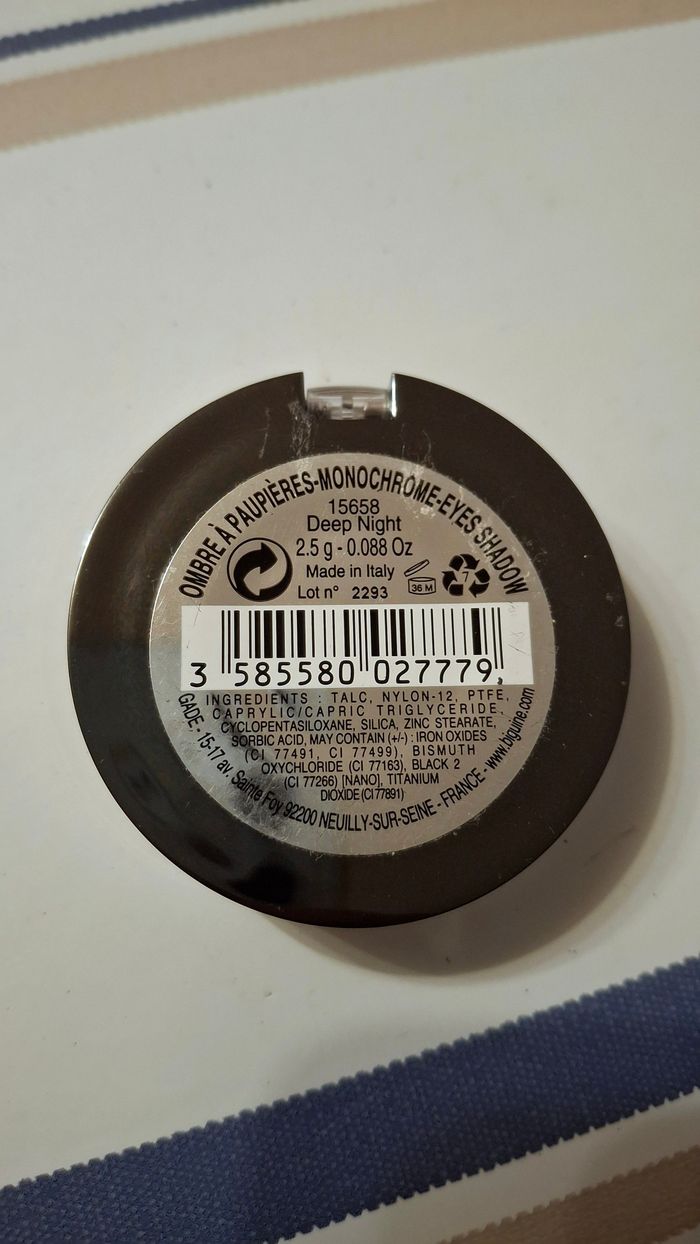 OMBRE À PAUPIÈRES-MONOCHROME-EYES SHADOW
15658
Deep Night
2.5 g - 0.088 Oz
Made in Italy
36 M
7
Lot n° 2293
3 585580 027779
INGREDIENTS : TALC, NYLON-12, PTFE,
CAPRYLIC/CAPRIC TRIGLYCERIDE,
CYCLOPENTASILOXANE, SILICA, ZINC STEARATE,
SORBIC ACID, MAY CONTAIN (+/-) : IRON OXIDES
(CI 77491, CI 77499), BISMUTH
OXYCHLORIDE (CI 77163), BLACK 2
(CI 77266) [NANO], TITANIUM
DIOXIDE (CI 77891)
GADE: 15-17 av. Sainte Foy 92200 NEUILLY-SUR-SEINE - FRANCE - www.biguine.com